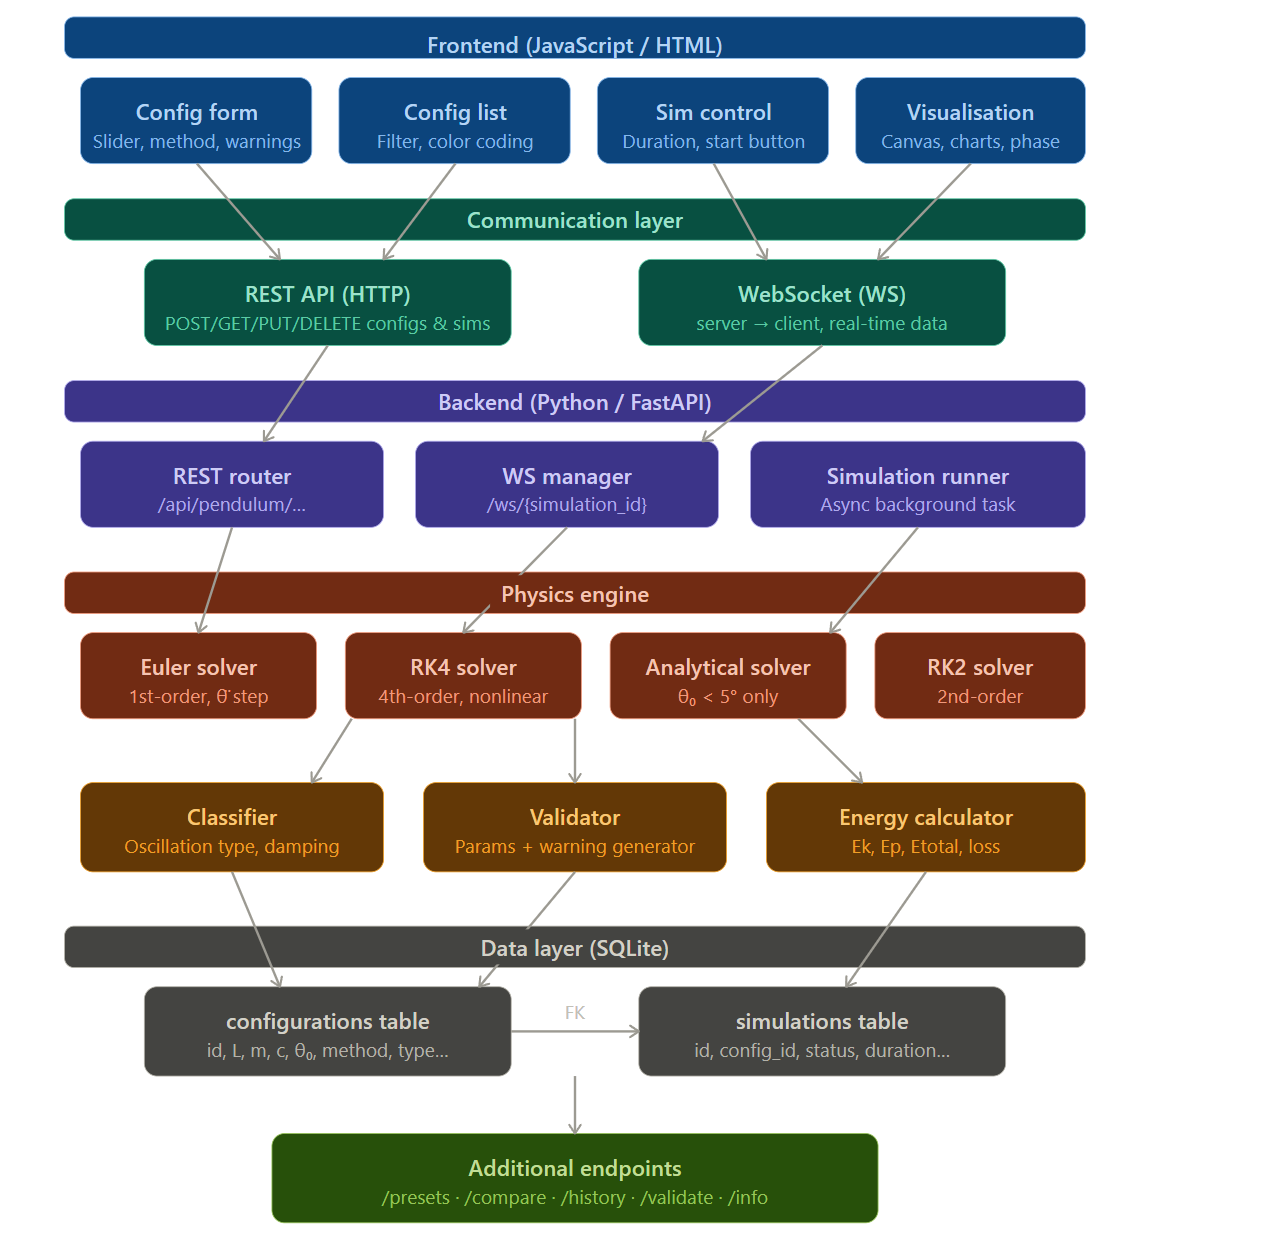 Frontend (JavaScript / HTML)
Config form
Slider, method, warnings
Config list
Filter, color coding
Sim control
Duration, start button
Visualisation
Canvas, charts, phase
Communication layer
REST API (HTTP)
POST/GET/PUT/DELETE configs & sims
WebSocket (WS)
server → client, real-time data
Backend (Python / FastAPI)
REST router
/api/pendulum/...
WS manager
/ws/{simulation_id}
Simulation runner
Async background task
Physics engine
Euler solver
1st-order, θ˙step
RK4 solver
4th-order, nonlinear
Analytical solver
θ₀ < 5° only
RK2 solver
2nd-order
Classifier
Oscillation type, damping
Validator
Params + warning generator
Energy calculator
Ek, Ep, Etotal, loss
Data layer (SQLite)
configurations table
id, L, m, c, θ₀, method, type...
FK
simulations table
id, config_id, status, duration...
Additional endpoints
/presets · /compare · /history · /validate · /info